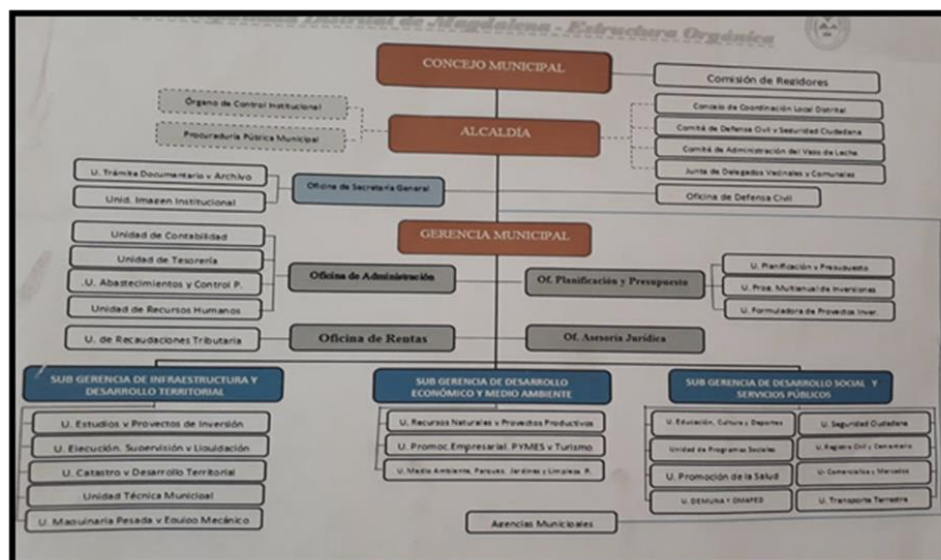 Distrital de Magdalena - Estructura Orgánica
CONCEJO MUNICIPAL
Comisión de Regidores
Órgano de Control Institucional
Procuraduría Pública Municipal
ALCALDÍA
Concejo de Coordinación Local Distrital
Comité de Defensa Civil y Seguridad Ciudadana
Comité de Administración del Vaso de Leche
Junta de Delegados Vecinales y Comunales
U. Trámite Documentario y Archivo
Unid. Imagen Institucional
Oficina de Secretaría General
Oficina de Defensa Civil
GERENCIA MUNICIPAL
Unidad de Contabilidad
Unidad de Tesorería
.U. Abastecimientos y Control P.
Unidad de Recursos Humanos
Oficina de Administración
Of. Planificación y Presupuesto
U. Planificación y Presupuesto
U. Prog. Multianual de Inversiones
U. Formuladora de Proyectos Inver.
U. de Recaudaciones Tributaria
Oficina de Rentas
Of. Asesoría Jurídica
SUB GERENCIA DE INFRAESTRUCTURA Y
DESARROLLO TERRITORIAL
U. Estudios y Proyectos de Inversión
U. Ejecución, Supervisión y Liquidación
U. Catastro y Desarrollo Territorial
Unidad Técnica Municipal
U. Maquinaria Pesada y Equipo Mecánico
SUB GERENCIA DE DESARROLLO
ECONÓMICO Y MEDIO AMBIENTE
U. Recursos Naturales y Proyectos Productivos
U. Promoc. Empresarial. PYMES y Turismo
U. Medio Ambiente, Parques, Jardines y Limpieza P.
SUB GERENCIA DE DESARROLLO SOCIAL Y
SERVICIOS PÚBLICOS
U. Educación, Cultura y Deportes
Unidad de Programas Sociales
U. Promoción de la Salud
U. DEMUNA Y OMAPED
U. Seguridad Ciudadana
U. Registro Civil y Cementerio
U. Comercialice y Mercados
U. Transporte Terrestre
Agencias Municipales